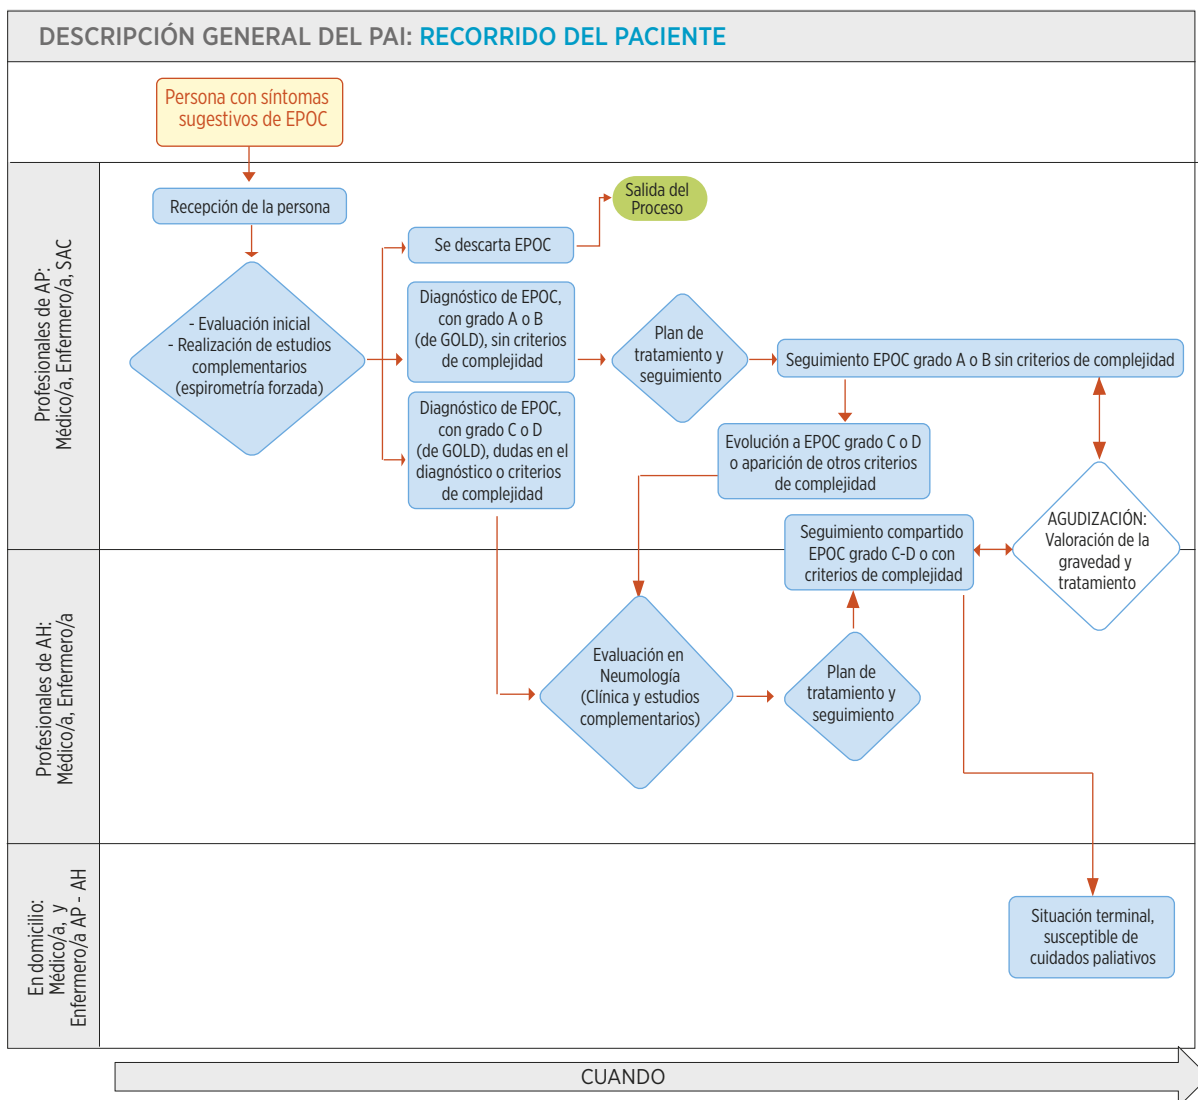 DESCRIPCIÓN GENERAL DEL PAI: RECORRIDO DEL PACIENTE
Persona con síntomas
sugestivos de EPOC
Profesionales de AP:
Médico/a, Enfermero/a, SAC
Recepción de la persona
Salida del
Proceso
Se descarta EPOC
- Evaluación inicial
- Realización de estudios
complementarios
(espirometría forzada)
Diagnóstico de EPOC,
con grado A o B
(de GOLD), sin criterios
de complejidad
Plan de
tratamiento y
seguimiento
Seguimiento EPOC grado A o B sin criterios de complejidad
Diagnóstico de EPOC,
con grado C o D
(de GOLD), dudas en el
diagnóstico o criterios
de complejidad
Evolución a EPOC grado C o D
o aparición de otros criterios
de complejidad
AGUDIZACIÓN:
Valoración de la
gravedad y
tratamiento
Seguimiento compartido
EPOC grado C-D o con
criterios de complejidad
Profesionales de AH:
Médico/a, Enfermero/a
Evaluación en
Neumología
(Clínica y estudios
complementarios)
Plan de
tratamiento y
seguimiento
En domicilio:
Médico/a, y
Enfermero/a AP - AH
Situación terminal,
susceptible de
cuidados paliativos
CUANDO